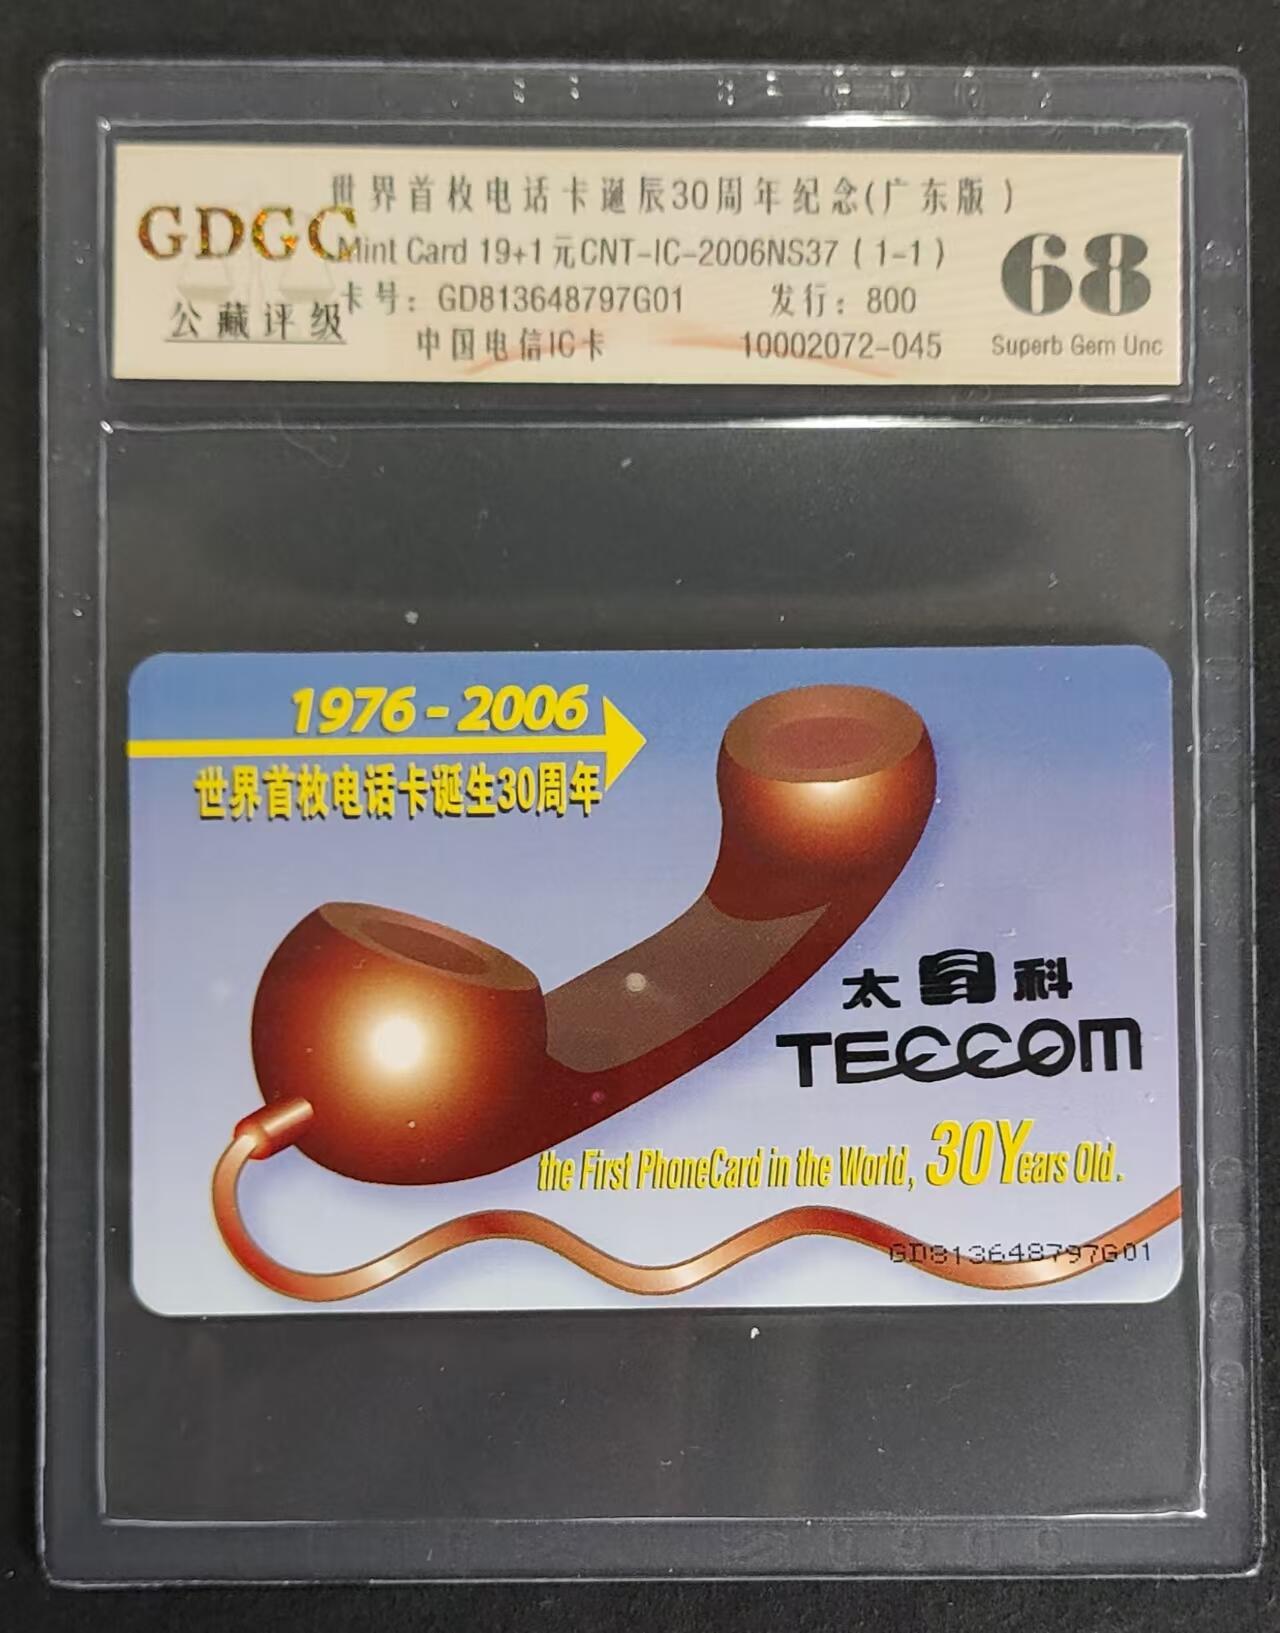 世界首枚电话卡诞辰30周年纪念(广东版)
GDGC
Mint Card 19+1元CNT-IC-2006NS37 (1-1)
68
公藏评级
卡号: GD813648797G01 发行: 800
中国电信IC卡 10002072-045
Superb Gem Unc
1976-2006
世界首枚电话卡诞生30周年
太平科
TECCOM
the First PhoneCard in the World, 30Years Old.
GD813648797G01